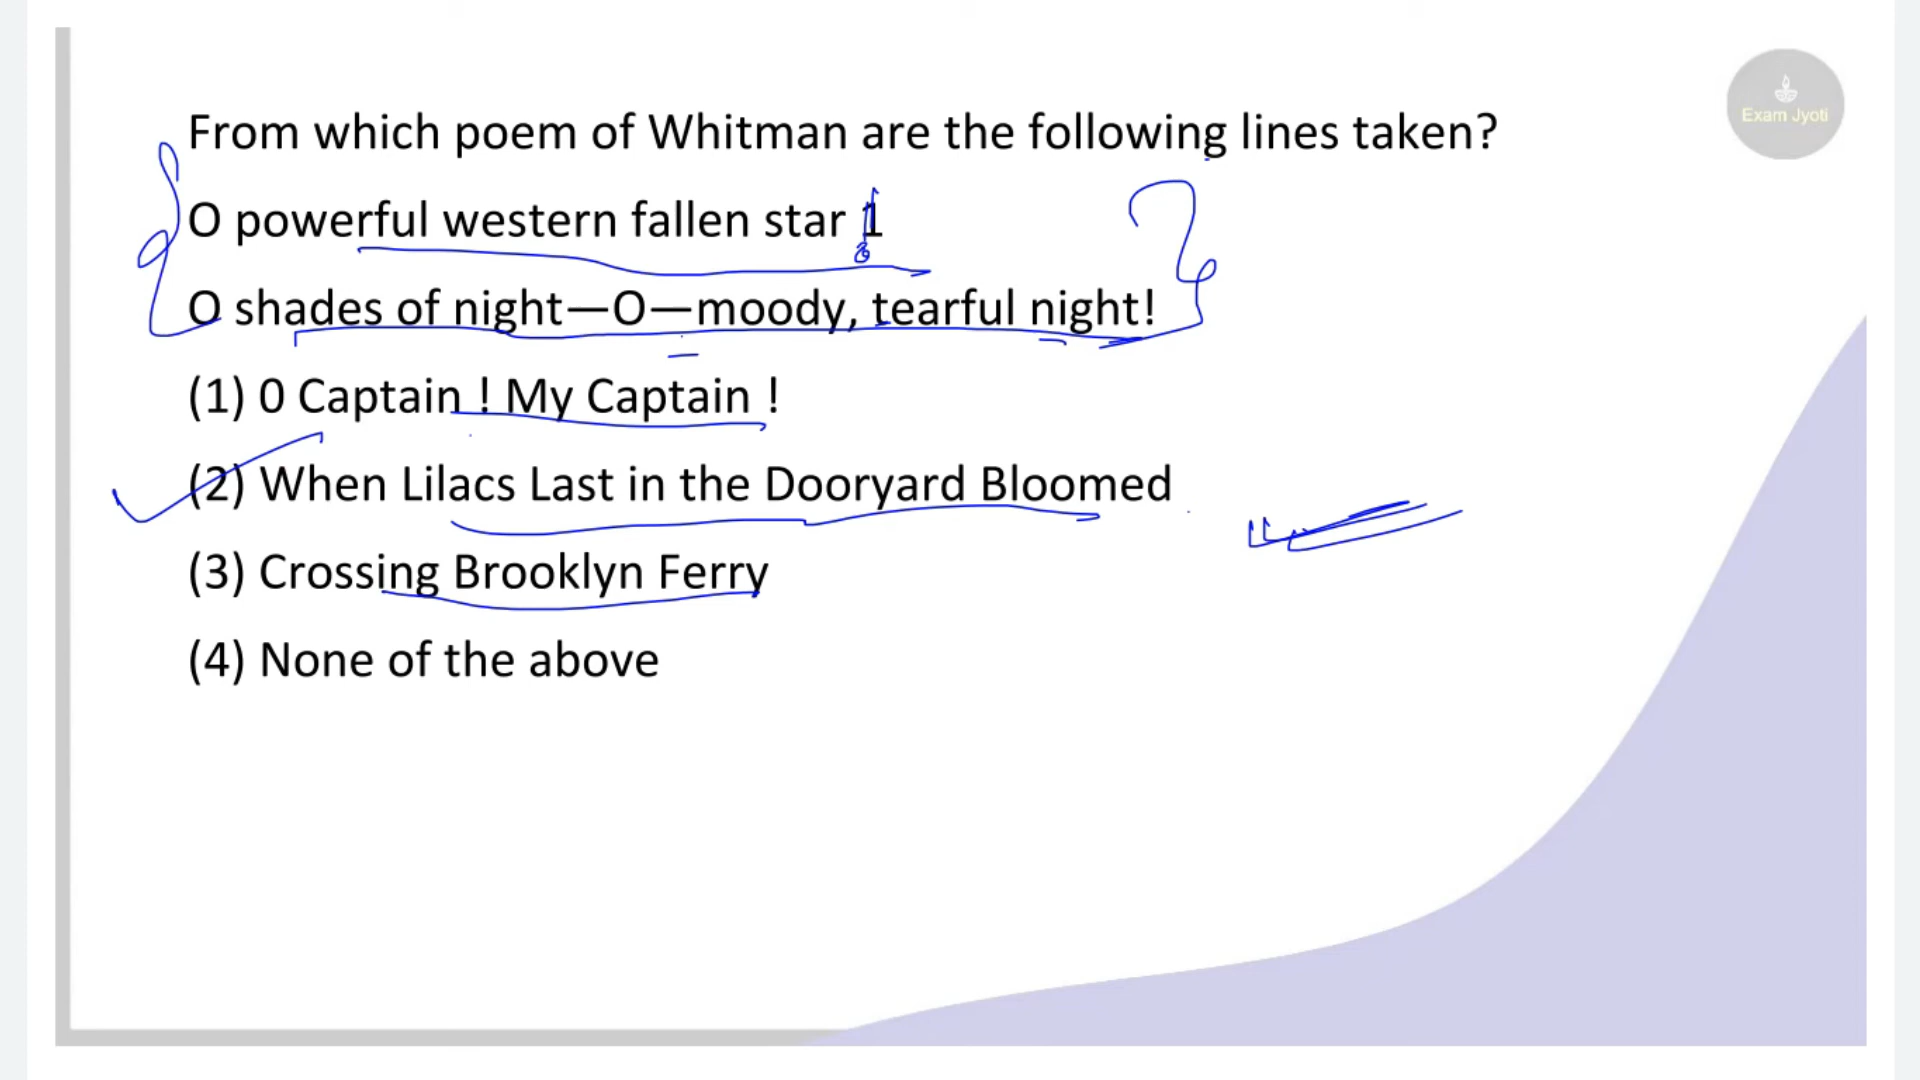 Exam Jyoti
From which poem of Whitman are the following lines taken?
O powerful western fallen star 1
O shades of night—O—moody, tearful night!
(1) 0 Captain ! My Captain !
(2) When Lilacs Last in the Dooryard Bloomed
(3) Crossing Brooklyn Ferry
(4) None of the above